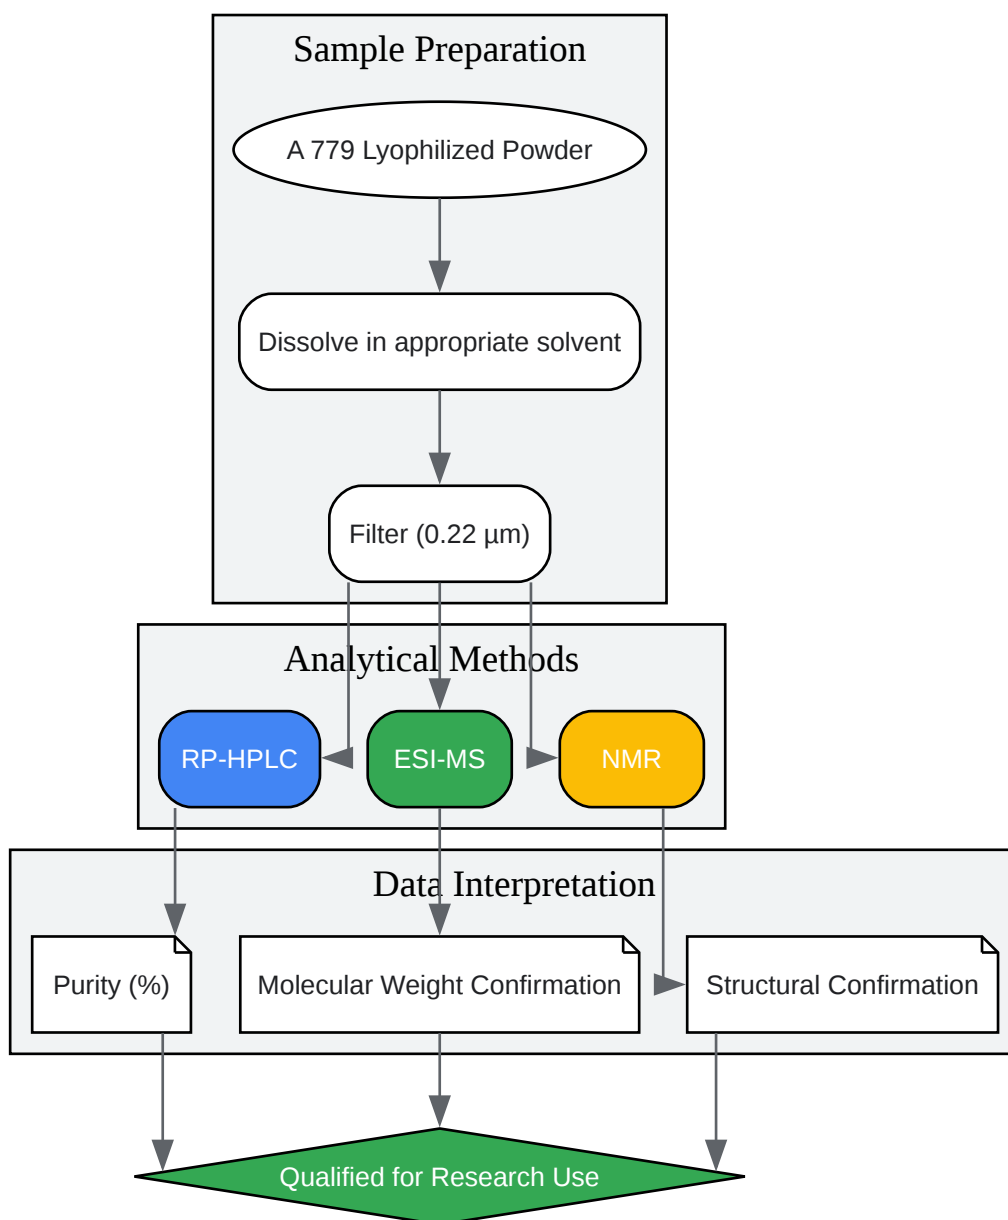 Sample Preparation
A 779 Lyophilized Powder
Dissolve in appropriate solvent
Filter (0.22 µm)
Analytical Methods
RP-HPLC
ESI-MS
NMR
Data Interpretation
Purity (%)
Molecular Weight Confirmation
Structural Confirmation
Qualified for Research Use